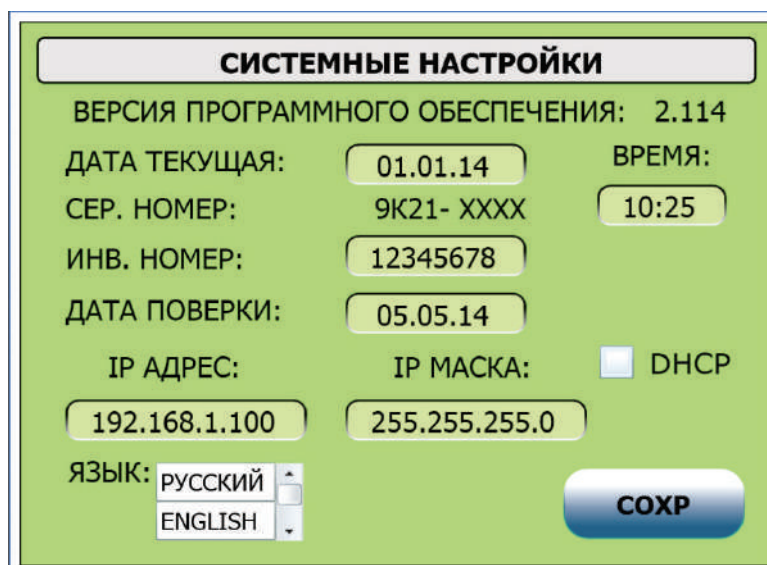 СИСТЕМНЫЕ НАСТРОЙКИ
ВЕРСИЯ ПРОГРАММНОГО ОБЕСПЕЧЕНИЯ: 2.114
ДАТА ТЕКУЩАЯ: 01.01.14 ВРЕМЯ:
СЕР. НОМЕР: 9К21- XXXX 10:25
ИНВ. НОМЕР: 12345678
ДАТА ПОВЕРКИ: 05.05.14
IP АДРЕС: IP МАСКА: DHCP
192.168.1.100 255.255.255.0
ЯЗЫК: РУССКИЙ
ENGLISH
СОХР